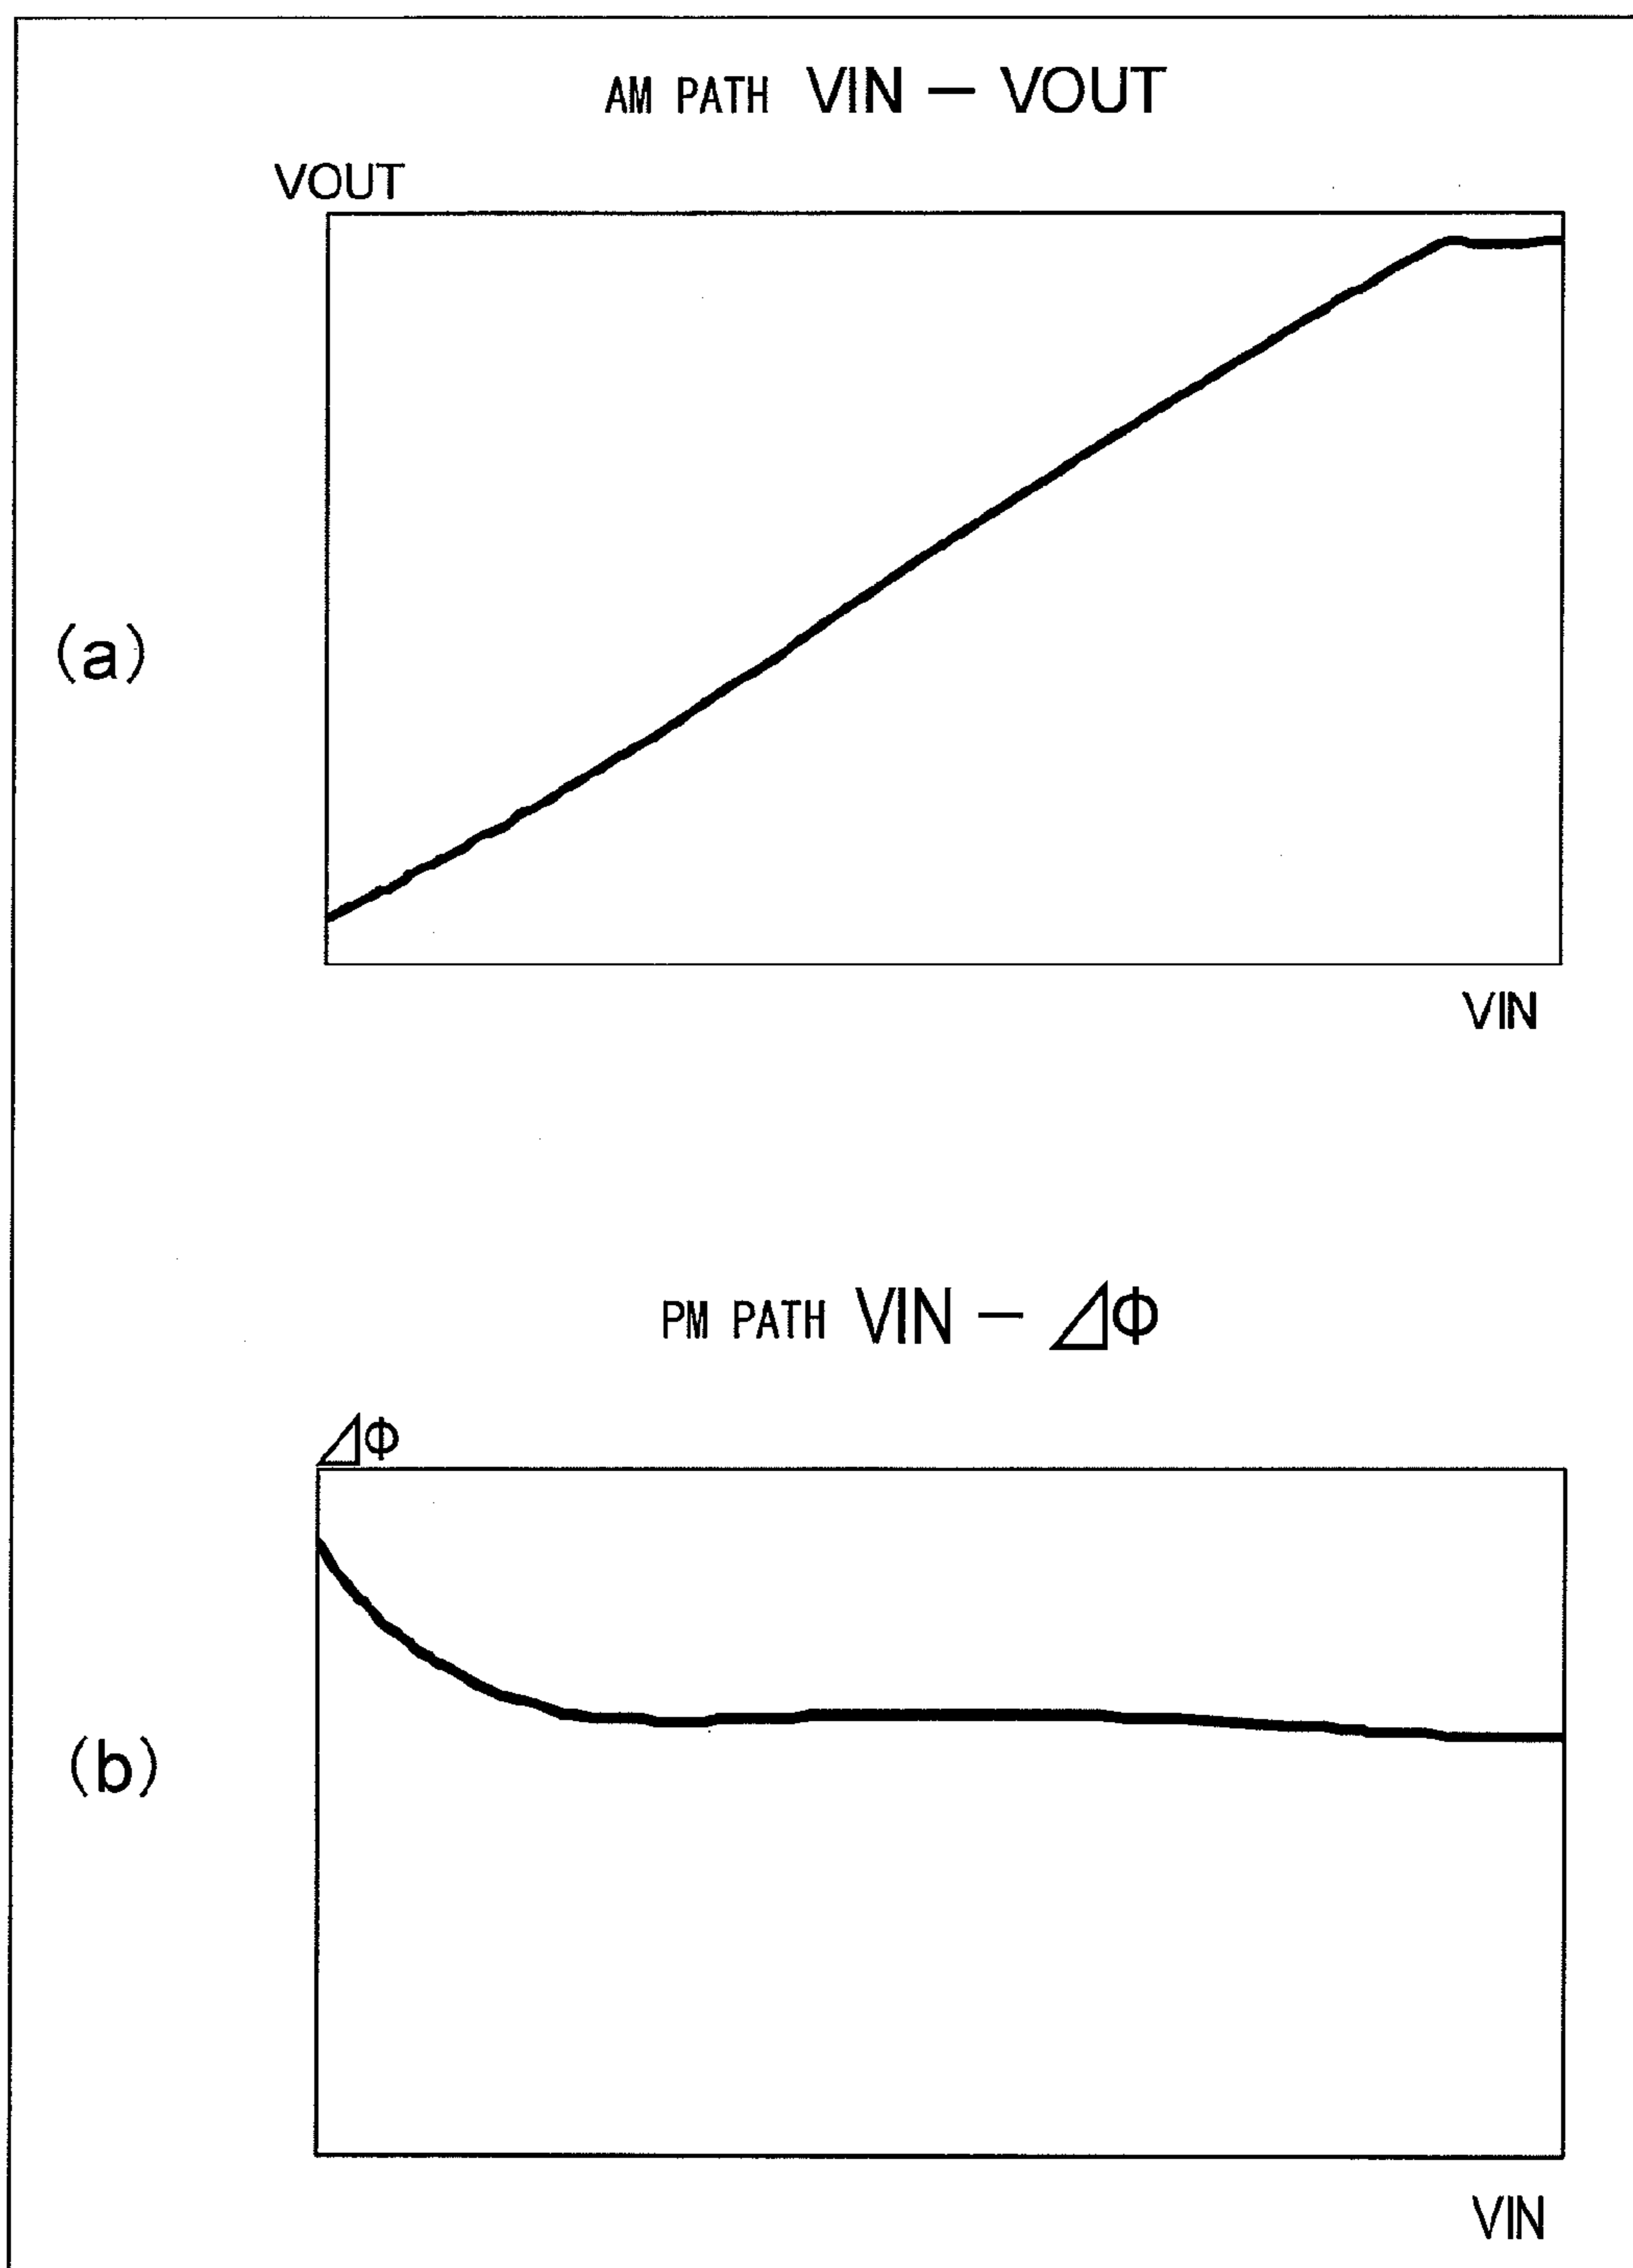 AM PATH VIN — VOUT
VOUT
(a)
VIN
PM PATH VIN — ⊿Φ
⊿Φ
(b)
VIN